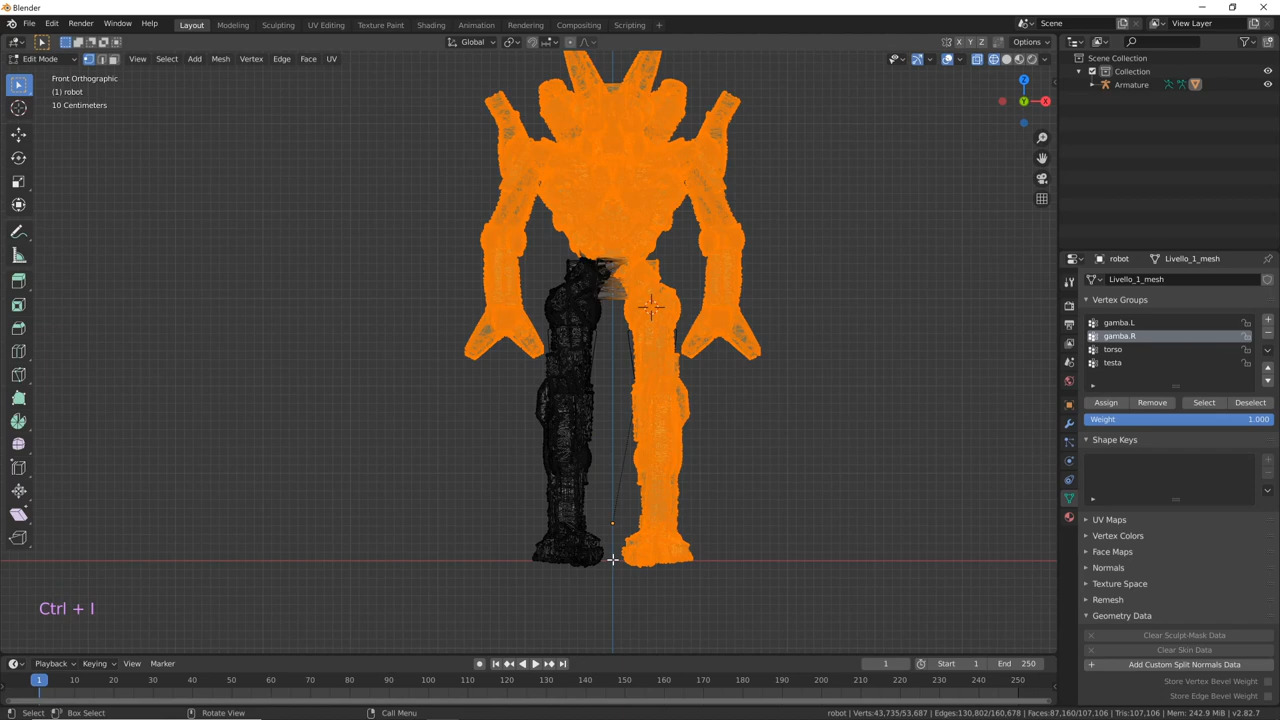 Blender
File Edit Render Window Help Layout Modeling Sculpting UV Editing Texture Paint Shading Animation Rendering Compositing Scripting + Scene View Layer
Global X Y Z Options
Edit Mode View Select Add Mesh Vertex Edge Face UV
Front Orthographic
(1) robot
10 Centimeters
Z
Y X
Scene Collection
Collection
Armature
robot Livello_1_mesh
Livello_1_mesh
Vertex Groups
gamba.L
gamba.R
torso
testa
Assign Remove Select Deselect
Weight 1.000
Shape Keys
UV Maps
Vertex Colors
Face Maps
Normals
Texture Space
Remesh
Geometry Data
Clear Sculpt-Mask Data
Clear Skin Data
Add Custom Split Normals Data
Store Vertex Bevel Weight
Store Edge Bevel Weight
Ctrl + I
Playback Keying View Marker 1 Start 1 End 250
1 10 20 30 40 50 60 70 80 90 100 110 120 130 140 150 160 170 180 190 200 210 220 230 240 250
Select Box Select Rotate View Call Menu robot | Verts:43,735/53,687 | Edges:130,802/160,678 | Faces:87,160/107,106 | Tris:107,106 | Mem: 242.9 MiB | v2.82.7